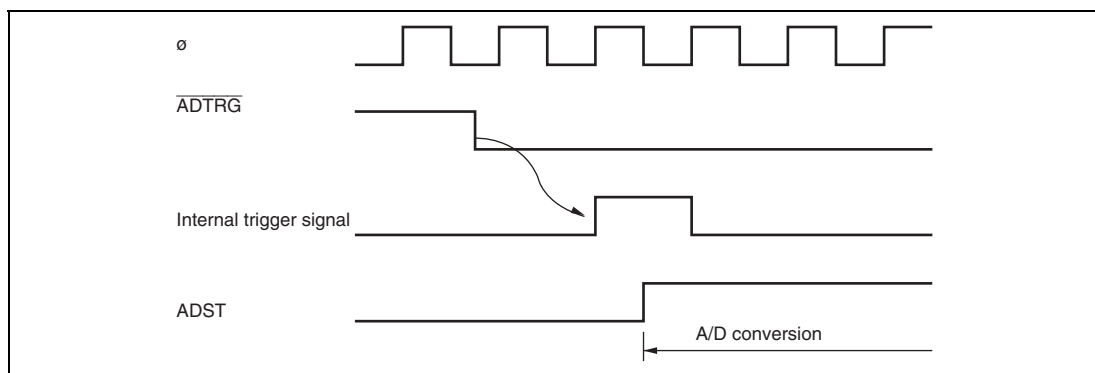 ø
ADTRG
Internal trigger signal
ADST
A/D conversion